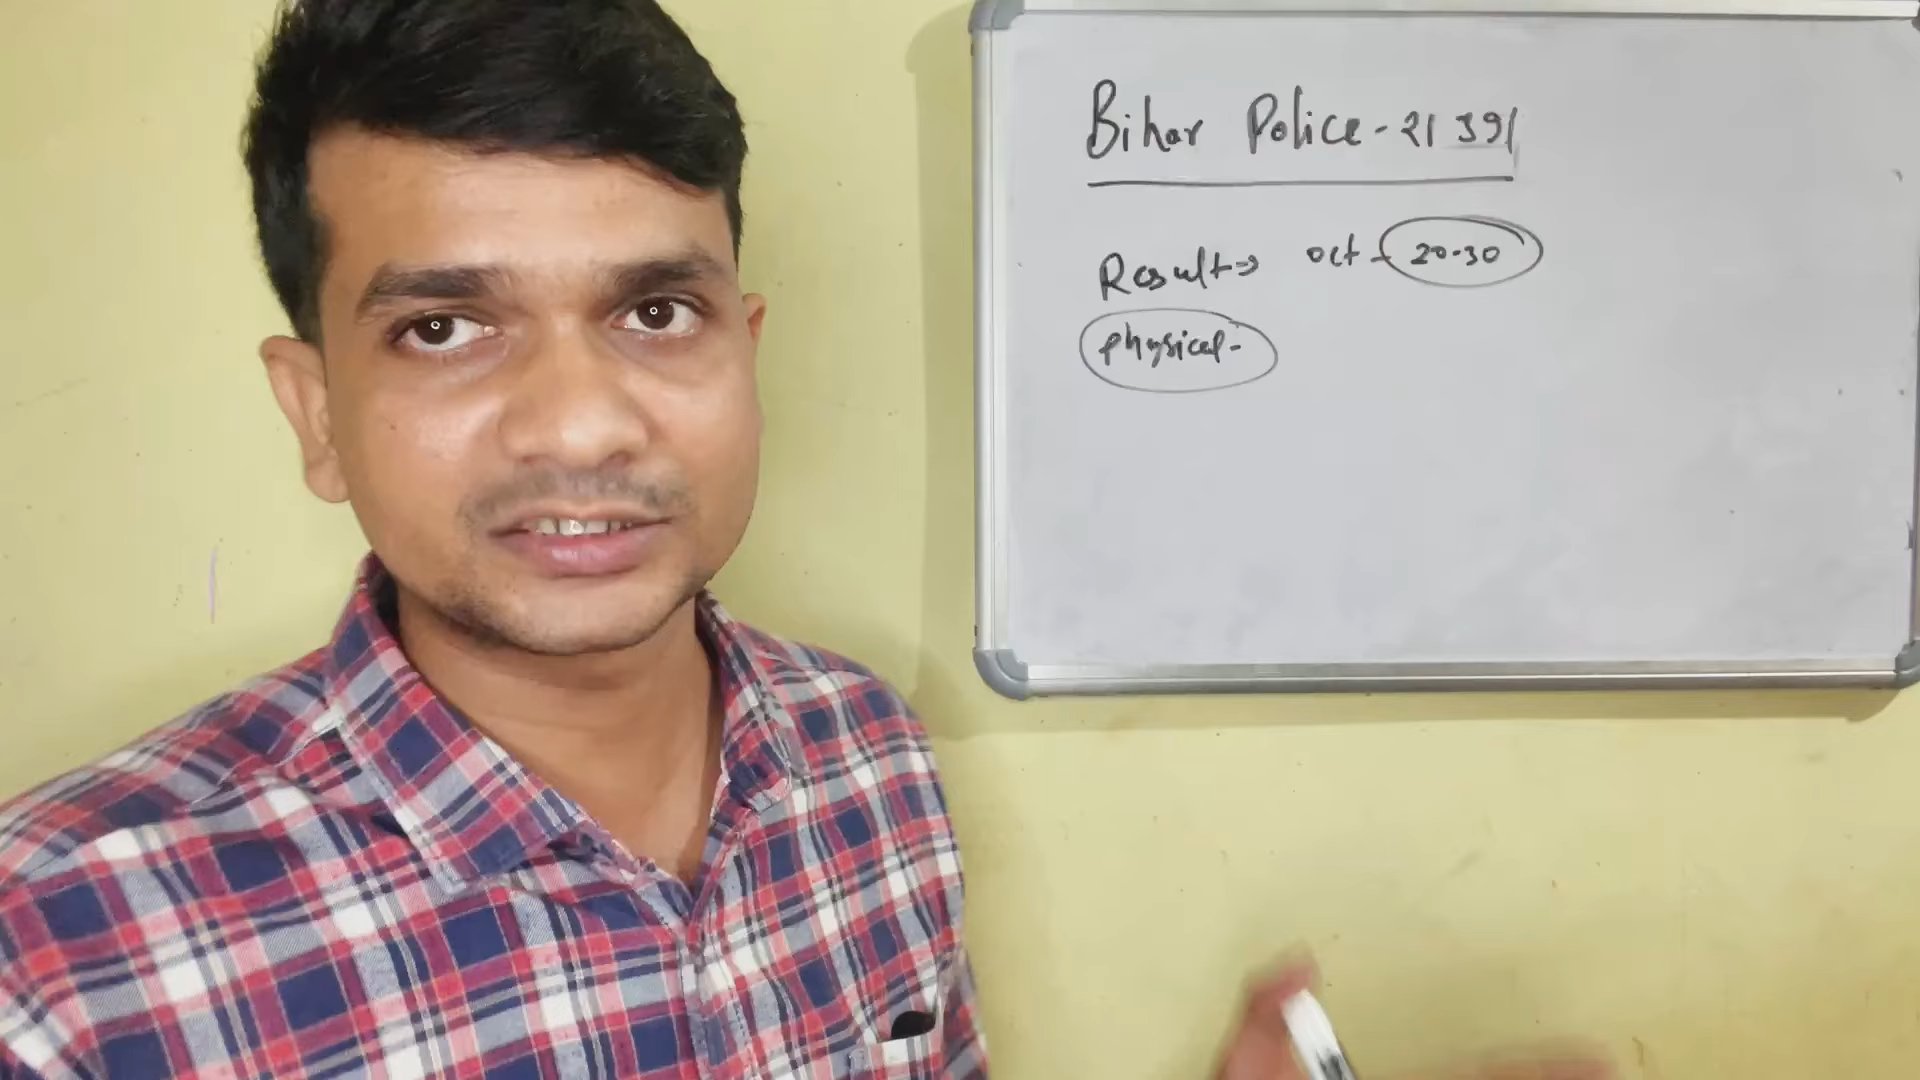 Bihar Police - 21391
Result ⇒ oct - 20-30
physical -